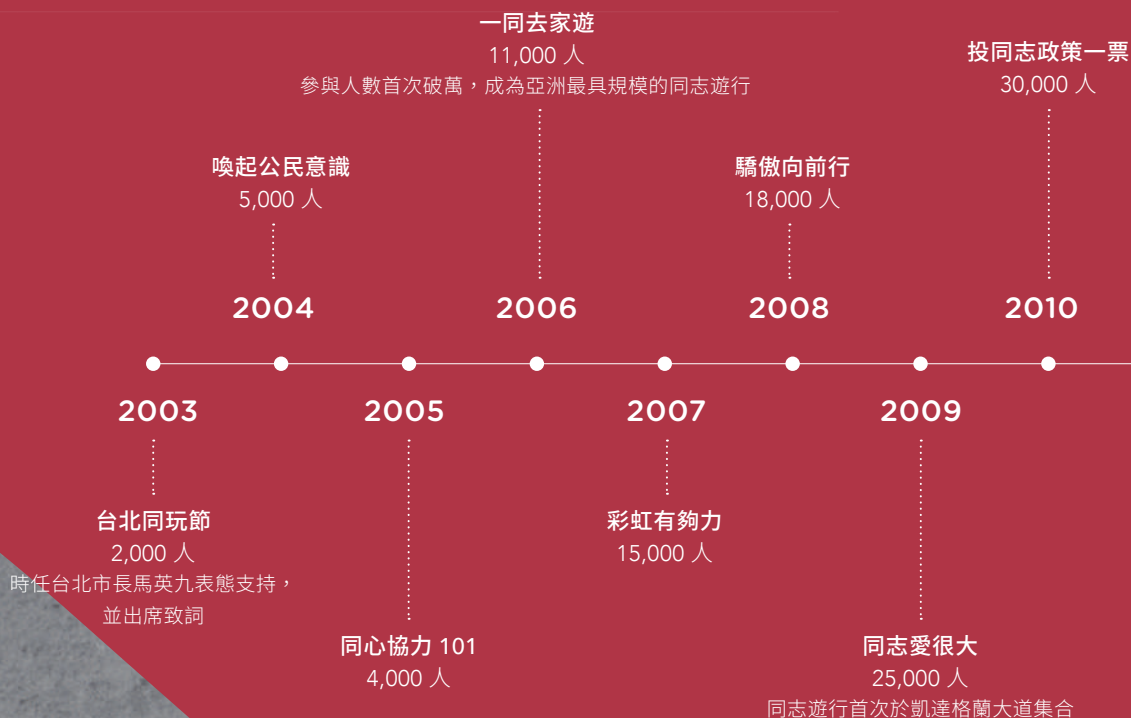 一同去家遊
11,000 人
參與人數首次破萬，成為亞洲最具規模的同志遊行
投同志政策一票
30,000 人
喚起公民意識
5,000 人
驕傲向前行
18,000 人
2004
2006
2008
2010
2003
2005
2007
2009
台北同玩節
2,000 人
時任台北市長馬英九表態支持，
並出席致詞
彩虹有夠力
15,000 人
同心協力 101
4,000 人
同志愛很大
25,000 人
同志遊行首次於凱達格蘭大道集合